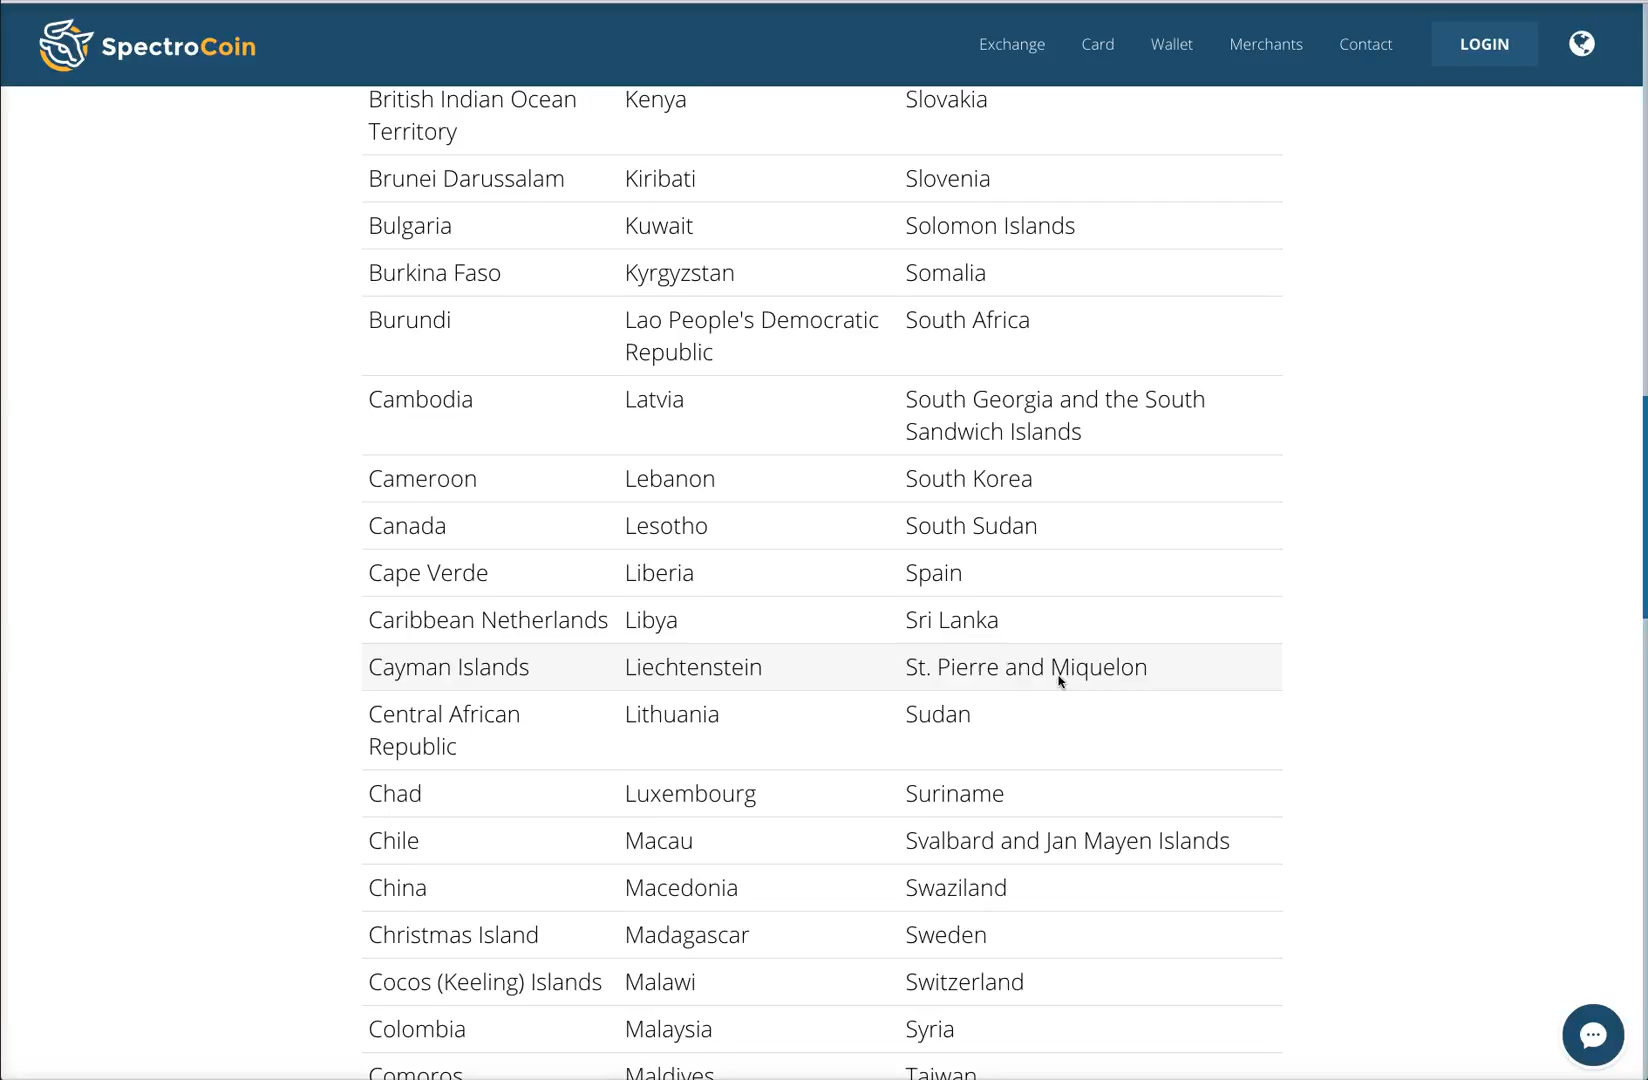 SpectroCoin Exchange Card Wallet Merchants Contact LOGIN
British Indian Ocean Kenya Slovakia
Territory
Brunei Darussalam Kiribati Slovenia
Bulgaria Kuwait Solomon Islands
Burkina Faso Kyrgyzstan Somalia
Burundi Lao People's Democratic South Africa
Republic
Cambodia Latvia South Georgia and the South
Sandwich Islands
Cameroon Lebanon South Korea
Canada Lesotho South Sudan
Cape Verde Liberia Spain
Caribbean Netherlands Libya Sri Lanka
Cayman Islands Liechtenstein St. Pierre and Miquelon
Central African Lithuania Sudan
Republic
Chad Luxembourg Suriname
Chile Macau Svalbard and Jan Mayen Islands
China Macedonia Swaziland
Christmas Island Madagascar Sweden
Cocos (Keeling) Islands Malawi Switzerland
Colombia Malaysia Syria
Comoros Maldives Taiwan